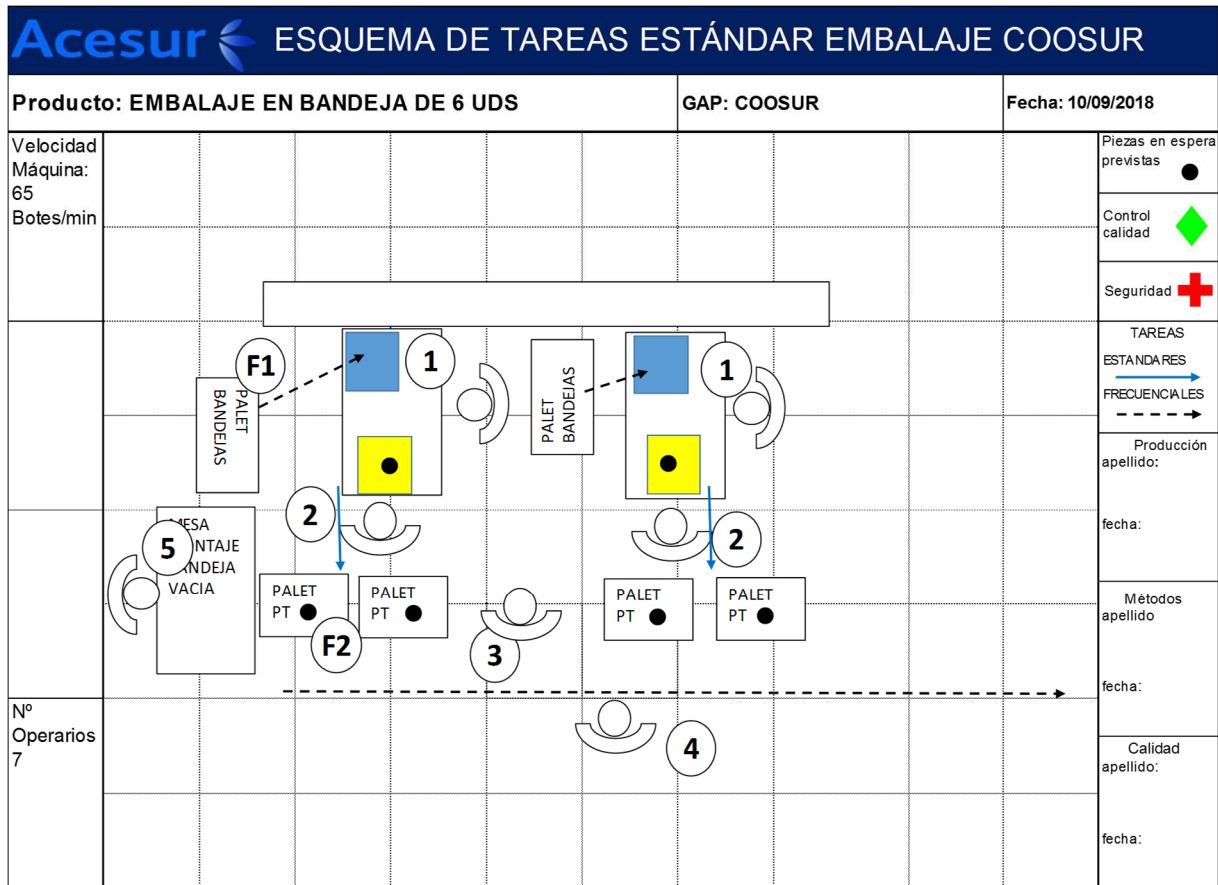 Acesur ESQUEMA DE TAREAS ESTÁNDAR EMBALAJE COOSUR
Producto: EMBALAJE EN BANDEJA DE 6 UDS
GAP: COOSUR
Fecha: 10/09/2018
Velocidad
Máquina:
65
Botes/min
Piezas en espera
previstas
Control
calidad
Seguridad
TAREAS
ESTANDARES
FRECUENCIALES
F1
1
1
PALET
BANDEJAS
PALET
BANDEJAS
Producción
apellido:
fecha:
2
2
5
VACIA
PALET
PT
PALET
PT
PALET
PT
PALET
PT
F2
3
Métodos
apellido
fecha:
Nº
Operarios
7
4
Calidad
apellido:
fecha: